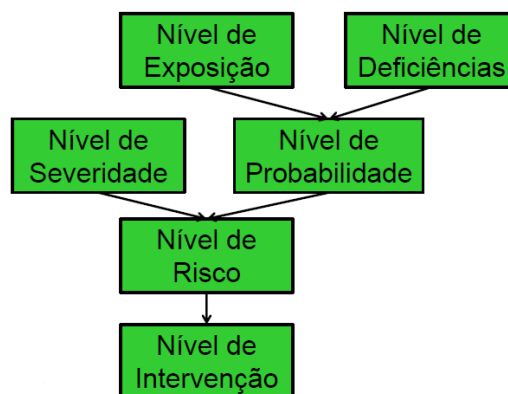 Nível de
Exposição
Nível de
Deficiências
Nível de
Severidade
Nível de
Probabilidade
Nível de
Risco
Nível de
Intervenção